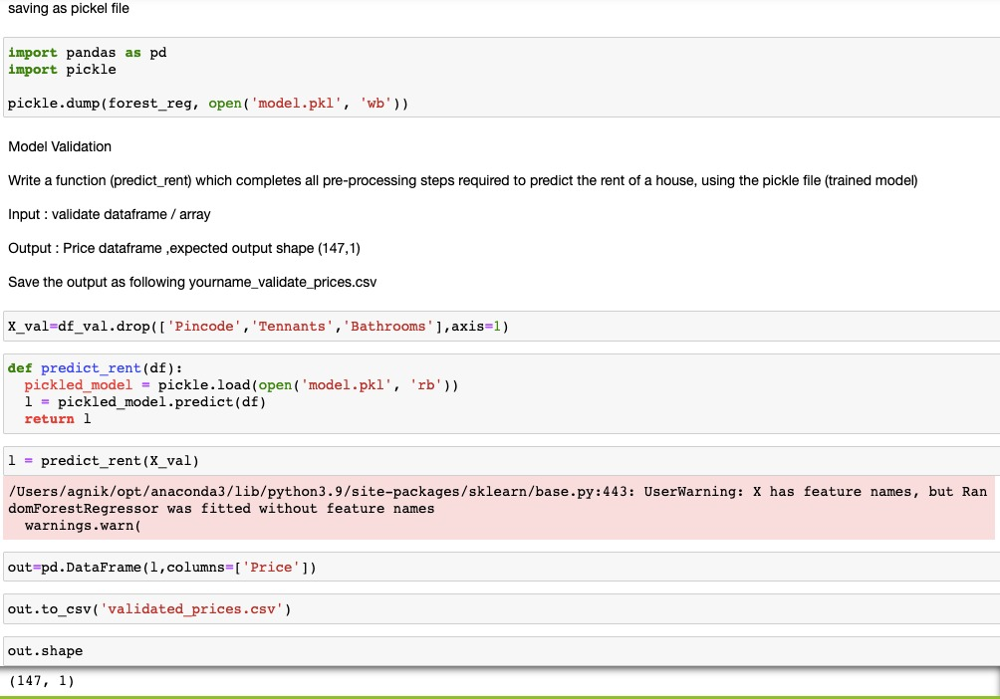 saving as pickel file
import pandas as pd
import pickle
pickle.dump(forest_reg, open('model.pkl', 'wb'))
Model Validation
Write a function (predict_rent) which completes all pre-processing steps required to predict the rent of a house, using the pickle file (trained model)
Input : validate dataframe / array
Output : Price dataframe ,expected output shape (147,1)
Save the output as following yourname_validate_prices.csv
X_val=df_val.drop(['Pincode','Tennants','Bathrooms'],axis=1)
def predict_rent(df):
  pickled_model = pickle.load(open('model.pkl', 'rb'))
  l = pickled_model.predict(df)
  return l
l = predict_rent(X_val)
/Users/agnik/opt/anaconda3/lib/python3.9/site-packages/sklearn/base.py:443: UserWarning: X has feature names, but Ran
domForestRegressor was fitted without feature names
  warnings.warn(
out=pd.DataFrame(l,columns=['Price'])
out.to_csv('validated_prices.csv')
out.shape
(147, 1)